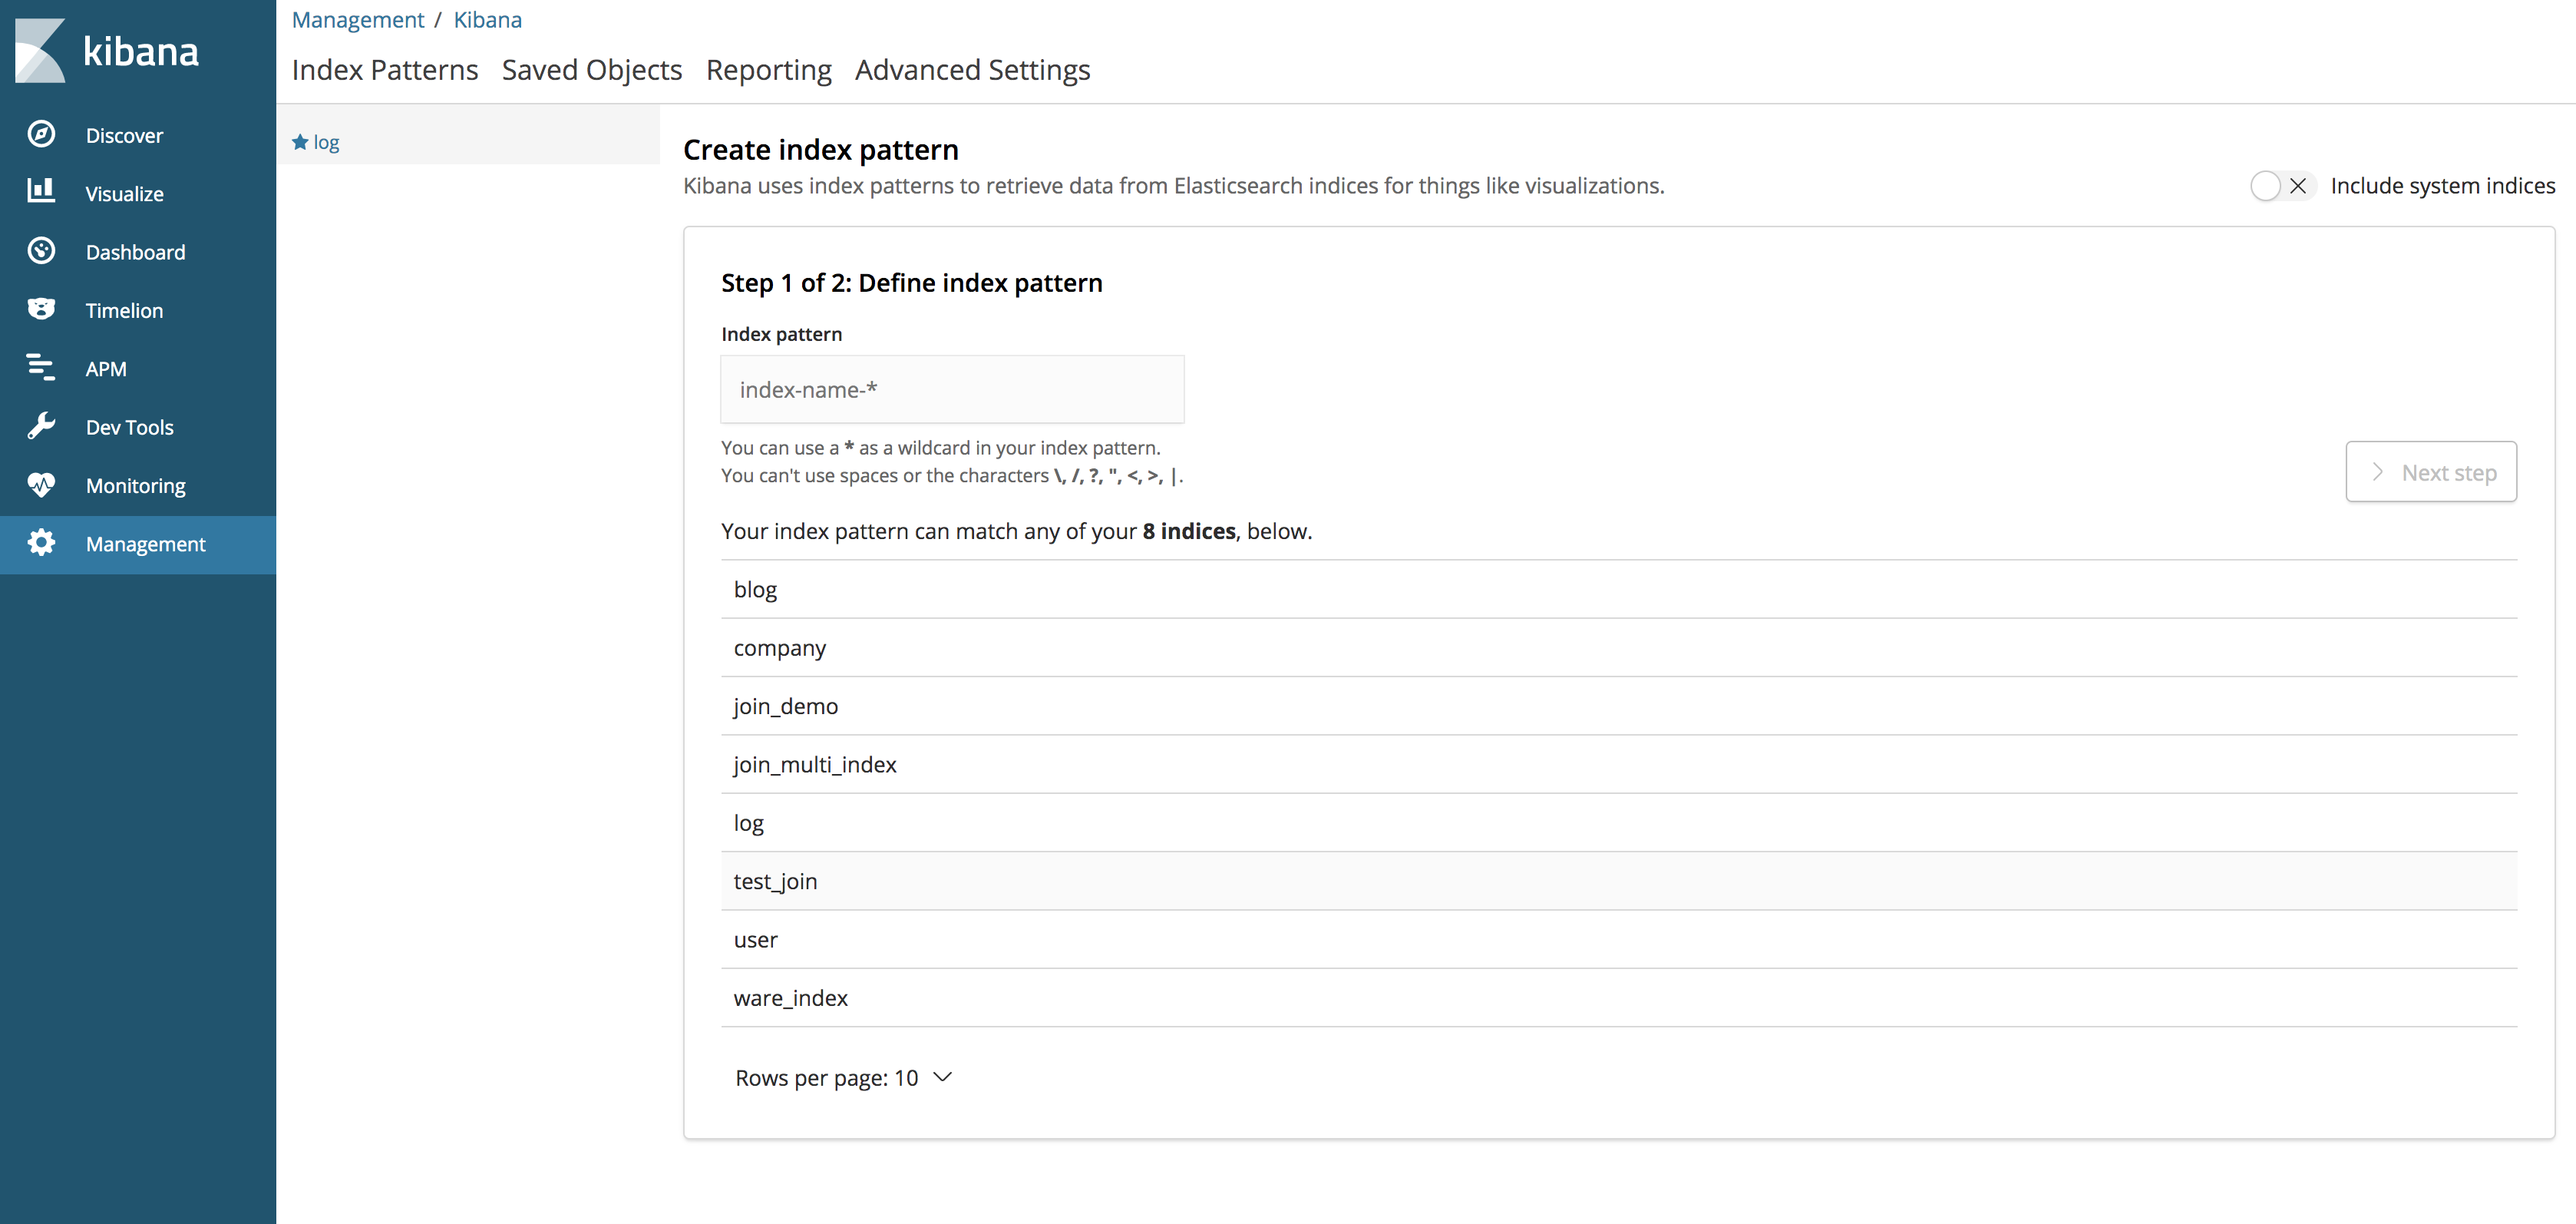 kibana
Discover
Visualize
Dashboard
Timelion
APM
Dev Tools
Monitoring
Management
Management / Kibana
Index Patterns Saved Objects Reporting Advanced Settings
log
Create index pattern
Kibana uses index patterns to retrieve data from Elasticsearch indices for things like visualizations.
Include system indices
Step 1 of 2: Define index pattern
Index pattern
index-name-*
You can use a * as a wildcard in your index pattern.
You can't use spaces or the characters \, /, ?, ", <, >, |.
Next step
Your index pattern can match any of your 8 indices, below.
blog
company
join_demo
join_multi_index
log
test_join
user
ware_index
Rows per page: 10